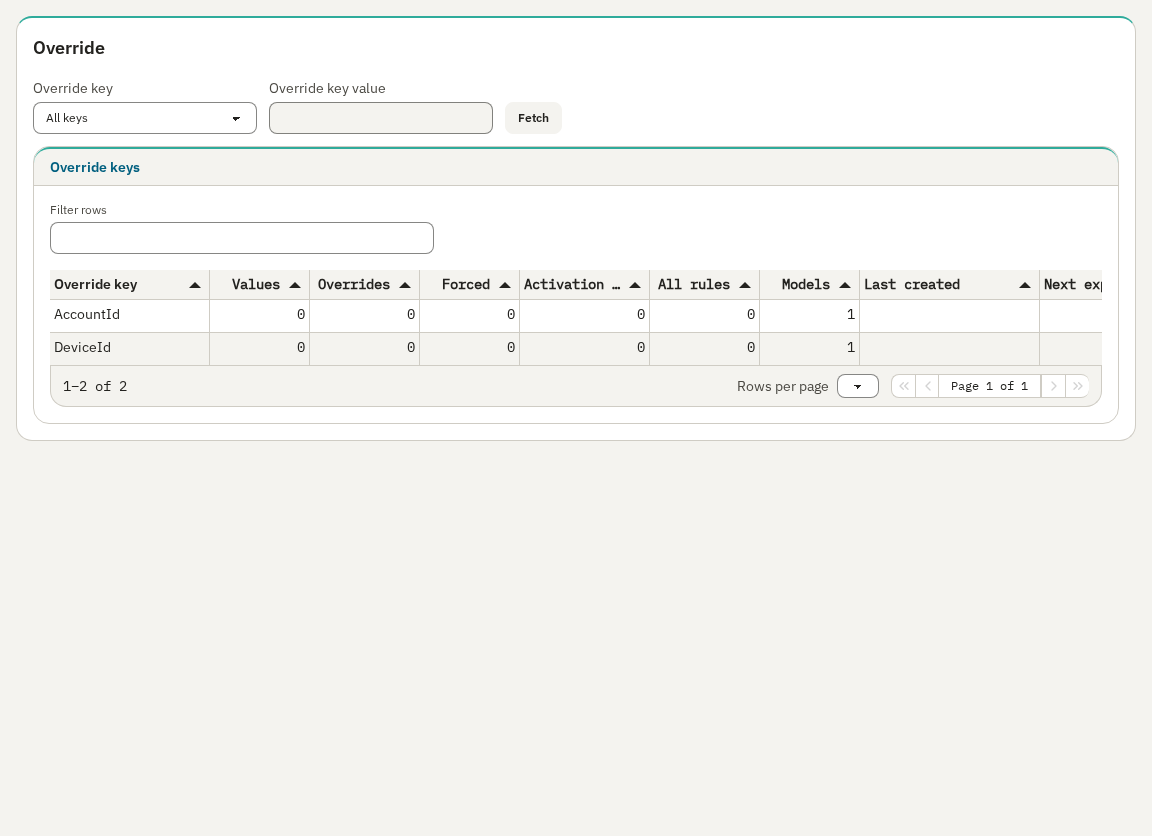 Override
Override key
Override key value
All keys
Fetch
Override keys
Filter rows
Override key Values Overrides Forced Activation … All rules Models Last created Next
AccountId 0 0 0 0 0 1
DeviceId 0 0 0 0 0 1
1–2 of 2
Rows per page
Page 1 of 1